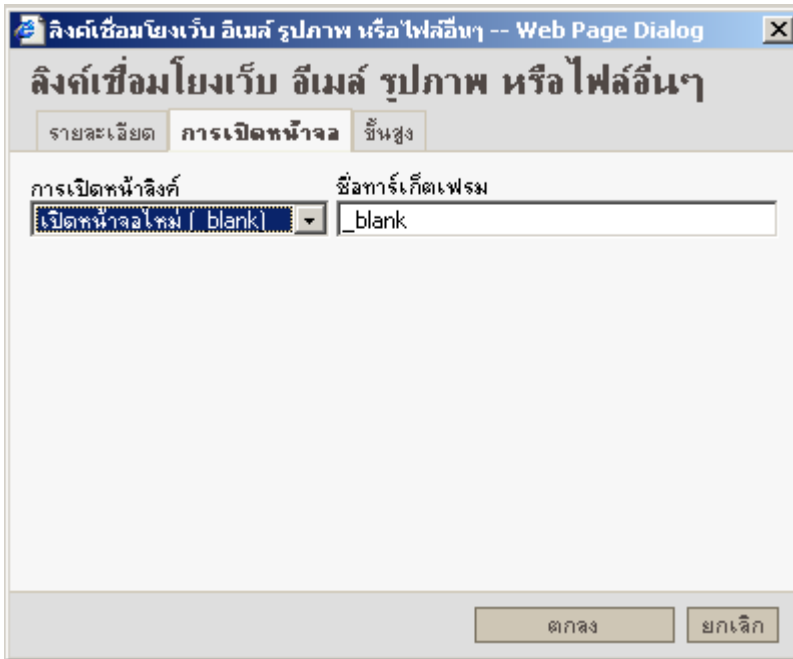 ลิงค์เชื่อมโยงเว็บ อีเมล์ รูปภาพ หรือไฟล์อื่นๆ -- Web Page Dialog
ลิงค์เชื่อมโยงเว็บ อีเมล์ รูปภาพ หรือไฟล์อื่นๆ
รายละเอียด การเปิดหน้าจอ ขั้นสูง
การเปิดหน้าลิงค์ ชื่อทาร์เก็ตเฟรม
เปิดหน้าจอใหม่ (_blank) _blank
ตกลง ยกเลิก